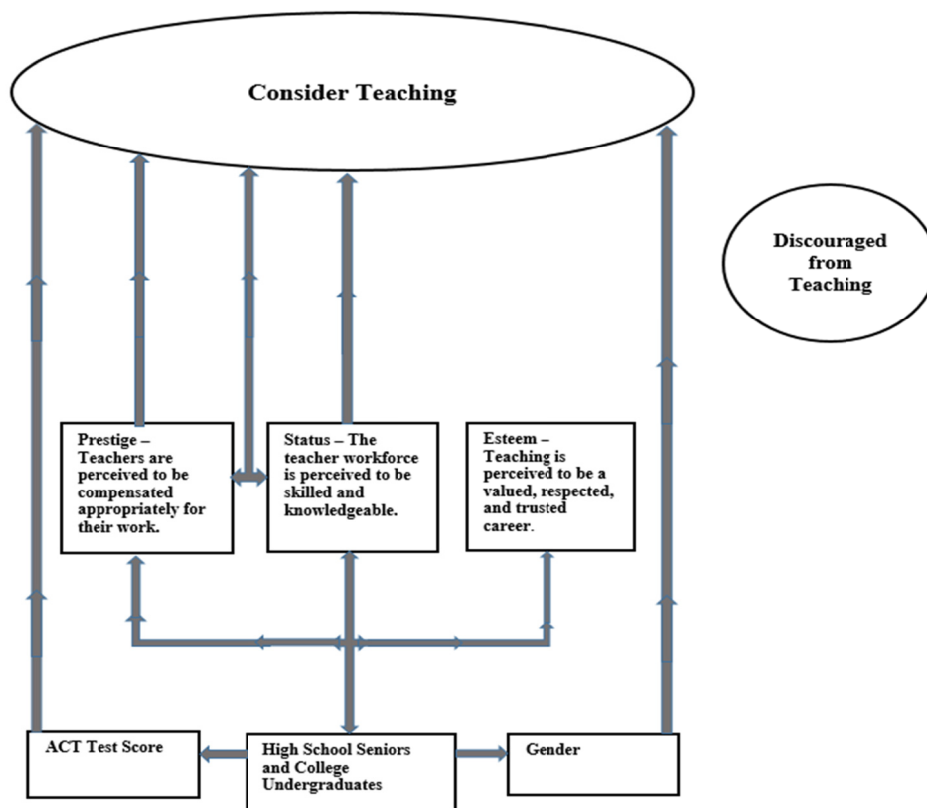 Consider Teaching
Discouraged
from
Teaching
Prestige –
Teachers are
perceived to be
compensated
appropriately for
their work.
Status – The
teacher workforce
is perceived to be
skilled and
knowledgeable.
Esteem –
Teaching is
perceived to be a
valued, respected,
and trusted
career.
ACT Test Score
High School Seniors
and College
Undergraduates
Gender